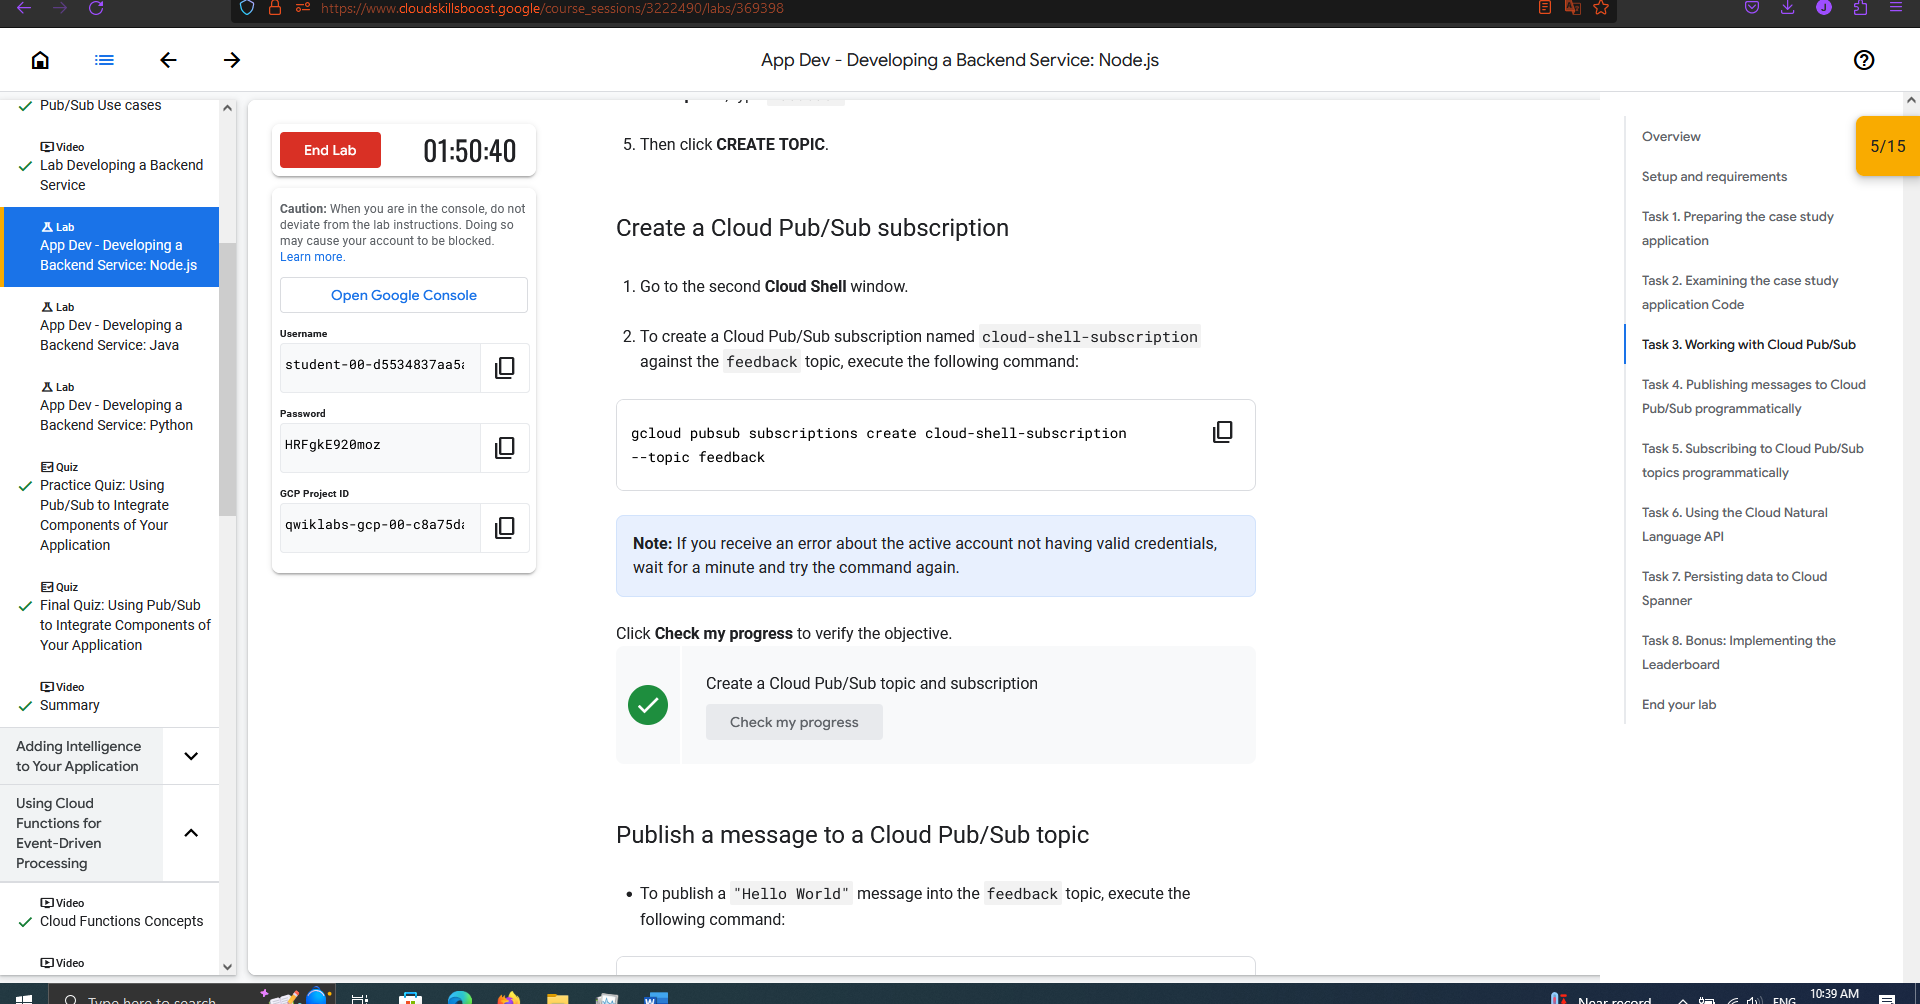 https://www.cloudskillsboost.google/course_sessions/3222490/labs/369398
App Dev - Developing a Backend Service: Node.js
Pub/Sub Use cases
Video
Lab Developing a Backend
Service
Lab
App Dev - Developing a
Backend Service: Node.js
Lab
App Dev - Developing a
Backend Service: Java
Lab
App Dev - Developing a
Backend Service: Python
Quiz
Practice Quiz: Using
Pub/Sub to Integrate
Components of Your
Application
Quiz
Final Quiz: Using Pub/Sub
to Integrate Components of
Your Application
Video
Summary
Adding Intelligence
to Your Application
Using Cloud
Functions for
Event-Driven
Processing
Video
Cloud Functions Concepts
Video
End Lab
01:50:40
Caution: When you are in the console, do not
deviate from the lab instructions. Doing so
may cause your account to be blocked.
Learn more.
Open Google Console
Username
student-00-d5534837aa5a
Password
HRFgkE920moz
GCP Project ID
qwiklabs-gcp-00-c8a75da
5. Then click CREATE TOPIC.
Create a Cloud Pub/Sub subscription
1. Go to the second Cloud Shell window.
2. To create a Cloud Pub/Sub subscription named cloud-shell-subscription
against the feedback topic, execute the following command:
gcloud pubsub subscriptions create cloud-shell-subscription
--topic feedback
Note: If you receive an error about the active account not having valid credentials,
wait for a minute and try the command again.
Click Check my progress to verify the objective.
Create a Cloud Pub/Sub topic and subscription
Check my progress
Publish a message to a Cloud Pub/Sub topic
• To publish a "Hello World" message into the feedback topic, execute the
following command:
Overview
Setup and requirements
Task 1. Preparing the case study
application
Task 2. Examining the case study
application Code
Task 3. Working with Cloud Pub/Sub
Task 4. Publishing messages to Cloud
Pub/Sub programmatically
Task 5. Subscribing to Cloud Pub/Sub
topics programmatically
Task 6. Using the Cloud Natural
Language API
Task 7. Persisting data to Cloud
Spanner
Task 8. Bonus: Implementing the
Leaderboard
End your lab
5/15
Type here to search
Near record
ENG
10:39 AM